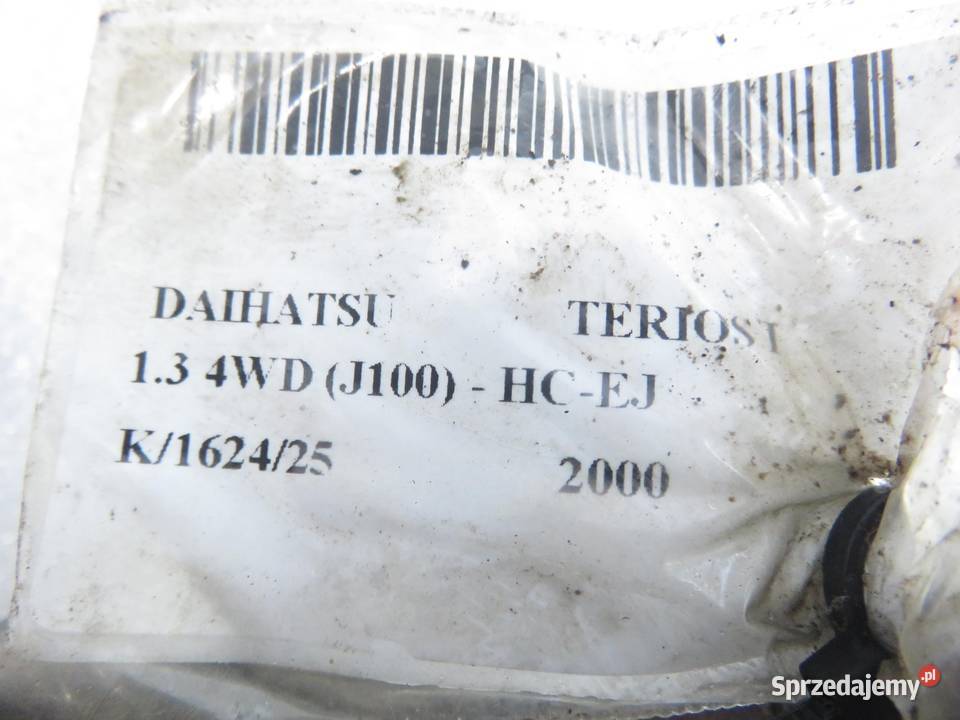 DAIHATSU TERIOS I
1.3 4WD (J100) - HC-EJ
K/1624/25 2000
Sprzedajemy.pl